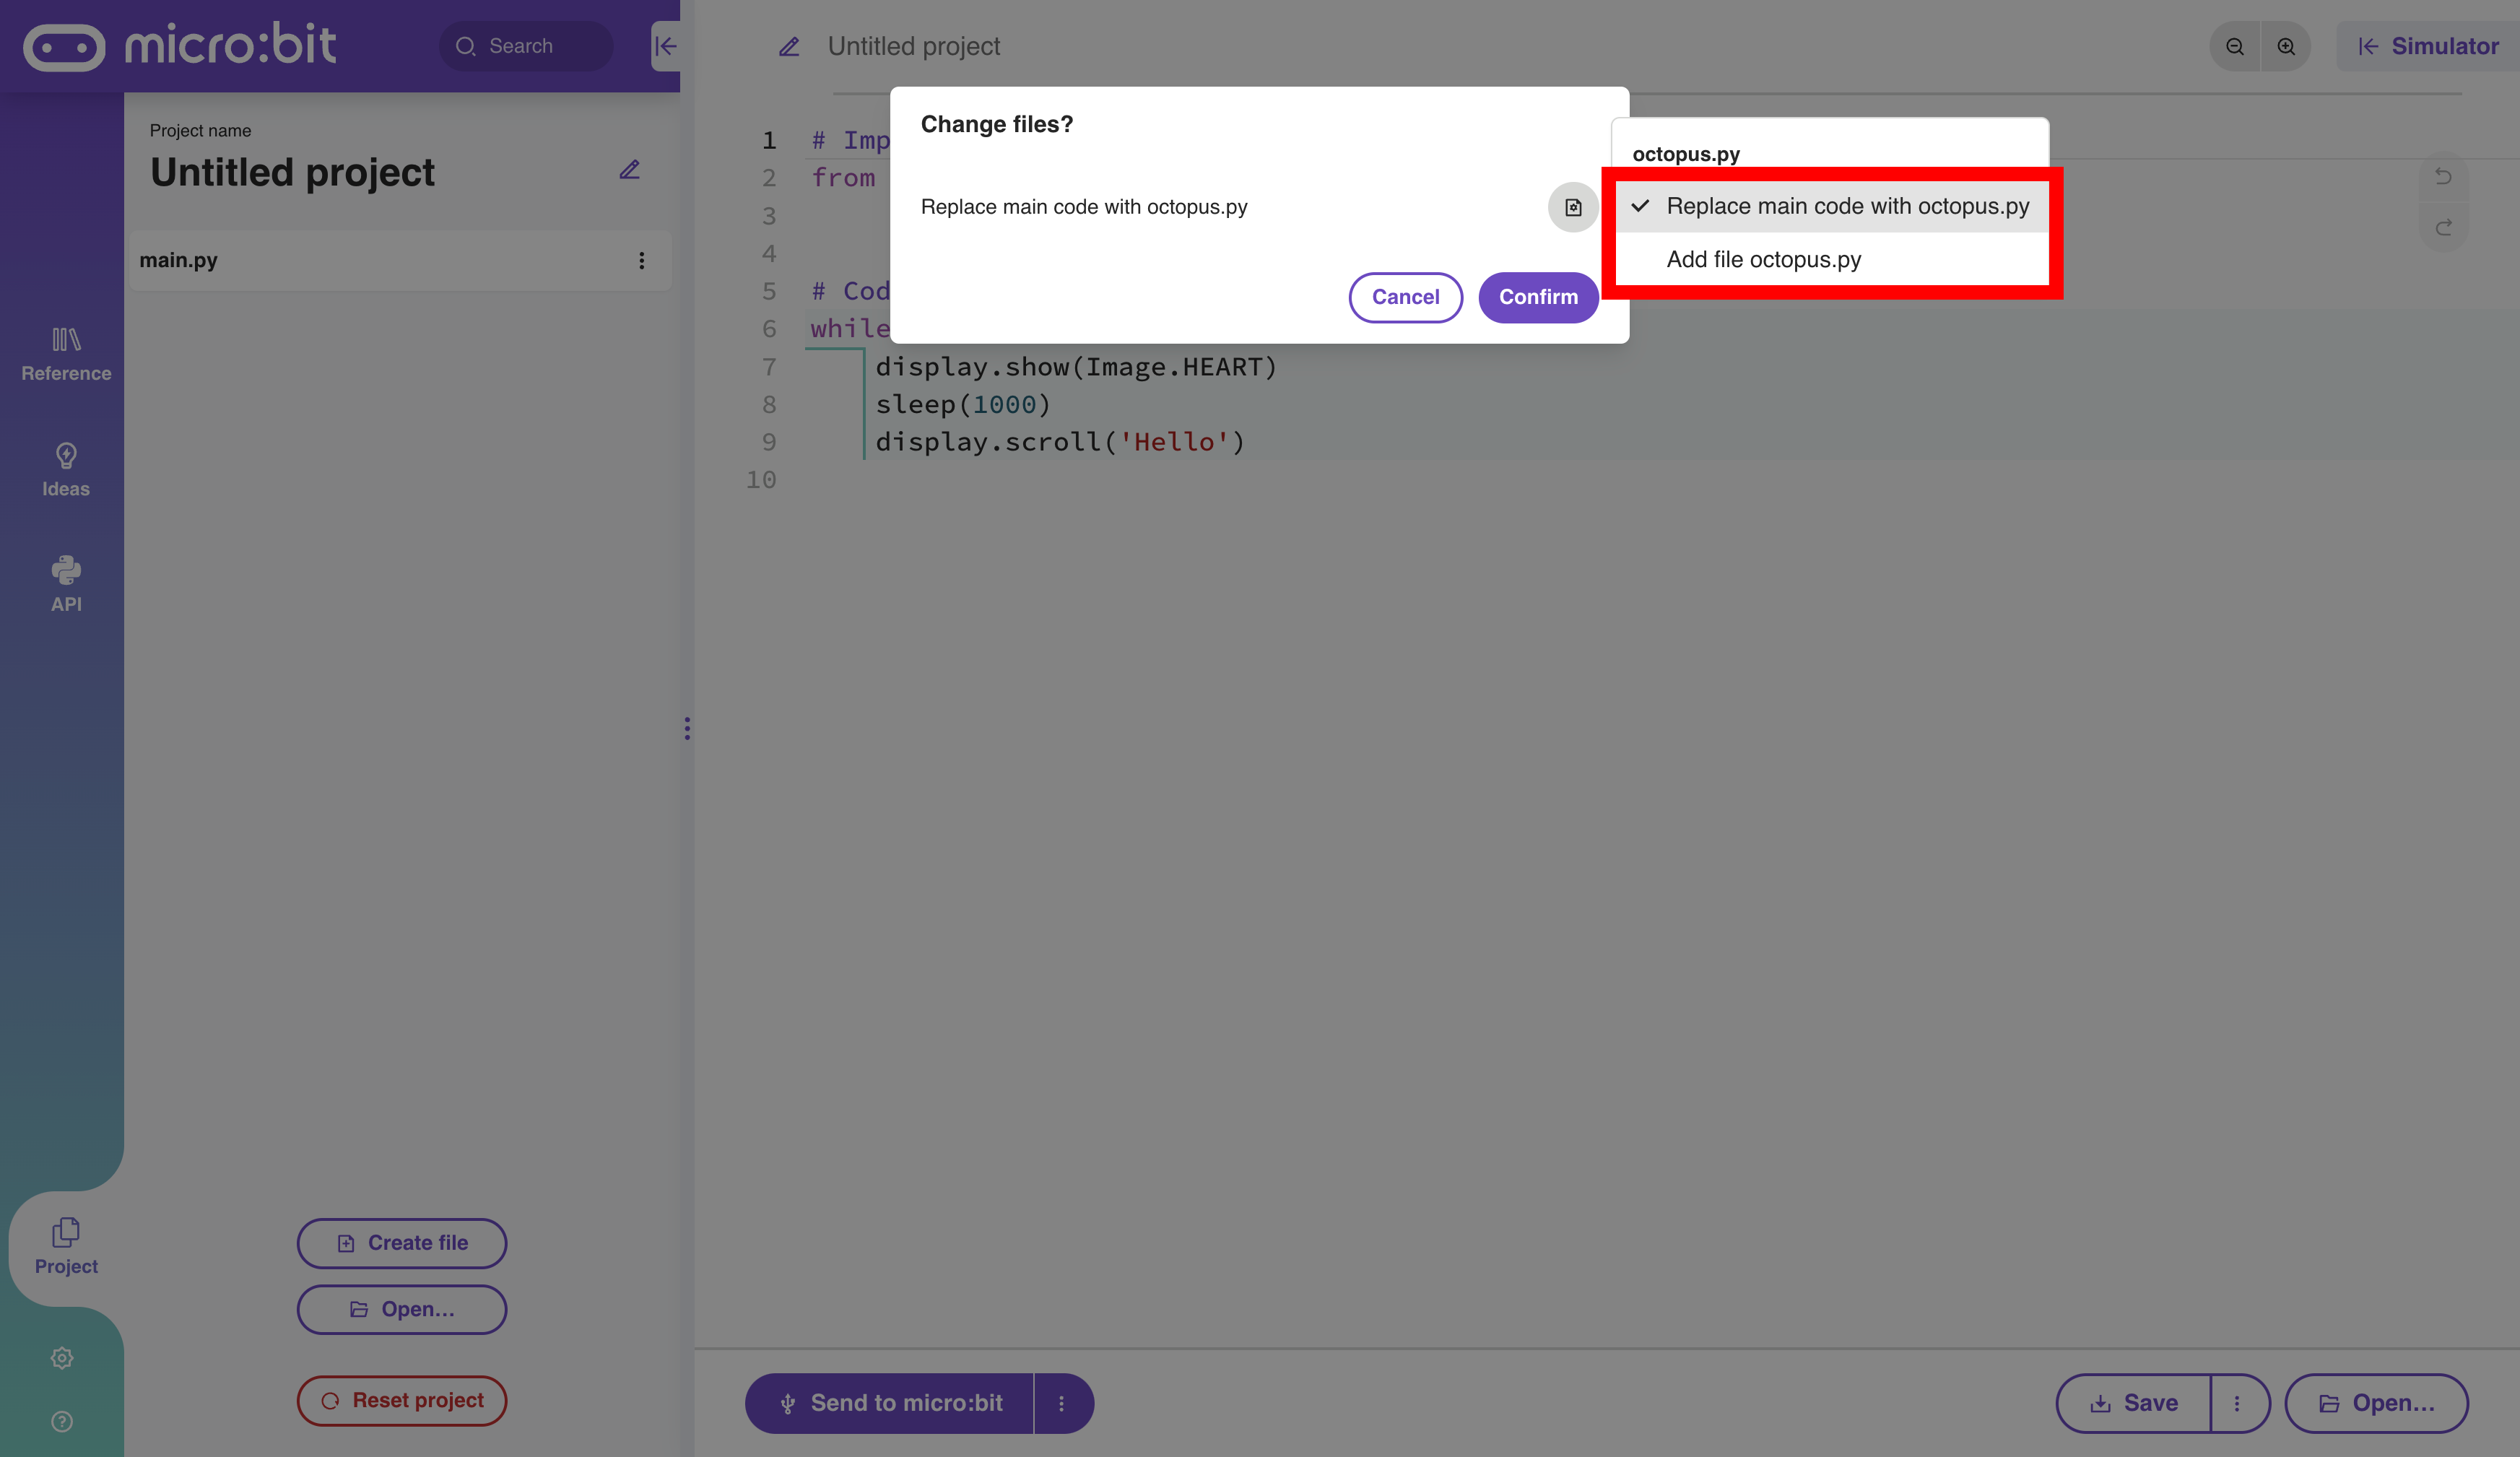 micro:bit
Search
Untitled project
Simulator
Project name
Untitled project
main.py
Reference
Ideas
API
Project
Create file
Open...
Reset project
Change files?
Replace main code with octopus.py
Cancel
Confirm
octopus.py
Replace main code with octopus.py
Add file octopus.py
1 # Imp
2 from
3
4
5 # Cod
6 while
7 display.show(Image.HEART)
8 sleep(1000)
9 display.scroll('Hello')
10
Send to micro:bit
Save
Open...